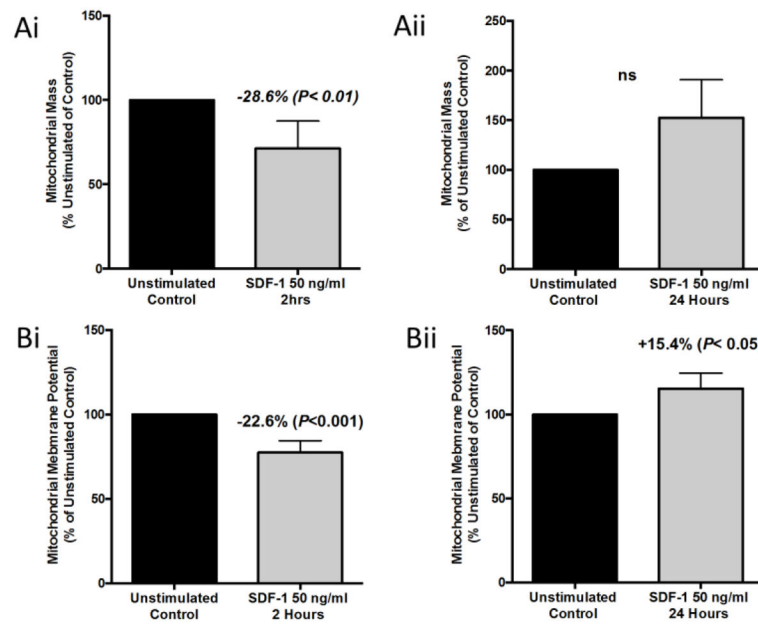 Ai
Mitochondrial Mass
(% Unstimulated of Control)
150
100
50
0
-28.6% (P< 0.01)
Unstimulated
Control
SDF-1 50 ng/ml
2hrs
Aii
Mitochondrial Mass
(% of Unstimulated Control)
250
200
150
100
50
0
ns
Unstimulated
Control
SDF-1 50 ng/ml
24 Hours
Bi
Mitochondrial Mebmrane Potential
(% of Unstimulated Control)
150
100
50
0
-22.6% (P<0.001)
Unstimulated
Control
SDF-1 50 ng/ml
2 Hours
Bii
Mitochondrial Mebmrane Potential
(% Unstimulated of Control)
150
100
50
0
+15.4% (P< 0.05
Unstimulated
Control
SDF-1 50 ng/ml
24 Hours